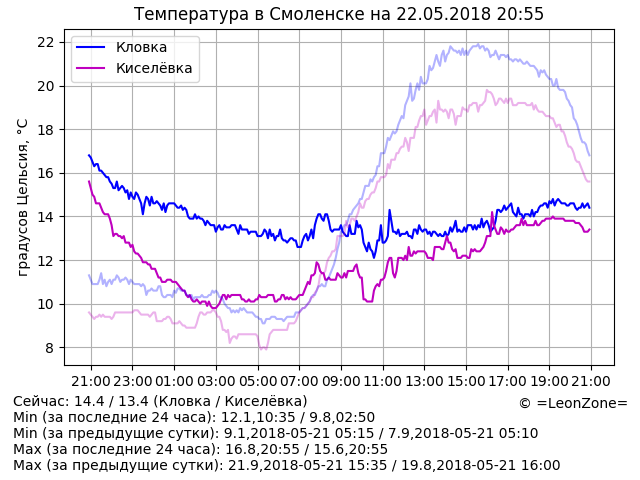 Температура в Смоленске на 22.05.2018 20:55
Кловка
Киселёвка
градусов Цельсия, °C
22
20
18
16
14
12
10
8
21:00 23:00 01:00 03:00 05:00 07:00 09:00 11:00 13:00 15:00 17:00 19:00 21:00
Сейчас: 14.4 / 13.4 (Кловка / Киселёвка)
© =LeonZone=
Min (за последние 24 часа): 12.1,10:35 / 9.8,02:50
Min (за предыдущие сутки): 9.1,2018-05-21 05:15 / 7.9,2018-05-21 05:10
Max (за последние 24 часа): 16.8,20:55 / 15.6,20:55
Max (за предыдущие сутки): 21.9,2018-05-21 15:35 / 19.8,2018-05-21 16:00